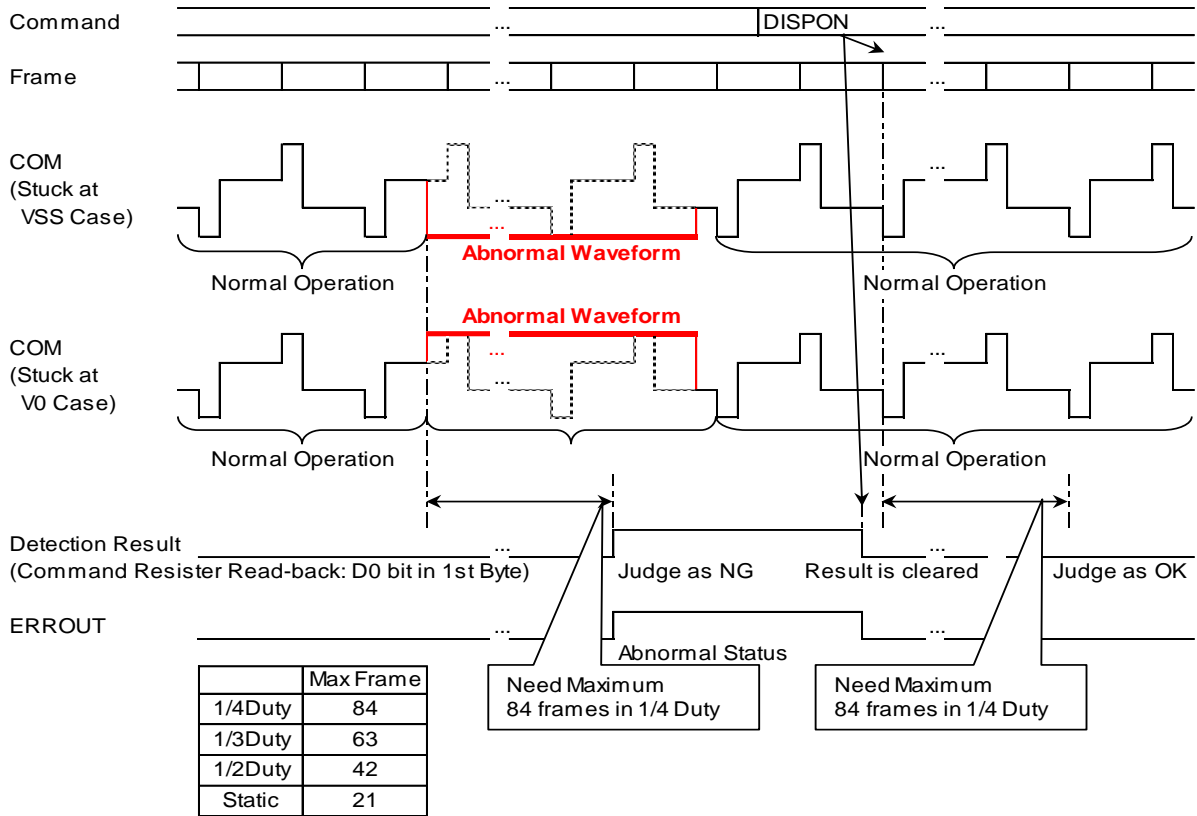 Command
...
DISPON
...
Frame
...
...
COM
(Stuck at
VSS Case)
...
...
...
Abnormal Waveform
Normal Operation
Normal Operation
Abnormal Waveform
COM
(Stuck at
V0 Case)
...
...
...
Normal Operation
Normal Operation
Detection Result
...
...
(Command Resister Read-back: D0 bit in 1st Byte)
Judge as NG
Result is cleared
Judge as OK
ERROUT
...
...
Abnormal Status
Need Maximum
84 frames in 1/4 Duty
Need Maximum
84 frames in 1/4 Duty
Max Frame
1/4Duty 84
1/3Duty 63
1/2Duty 42
Static 21